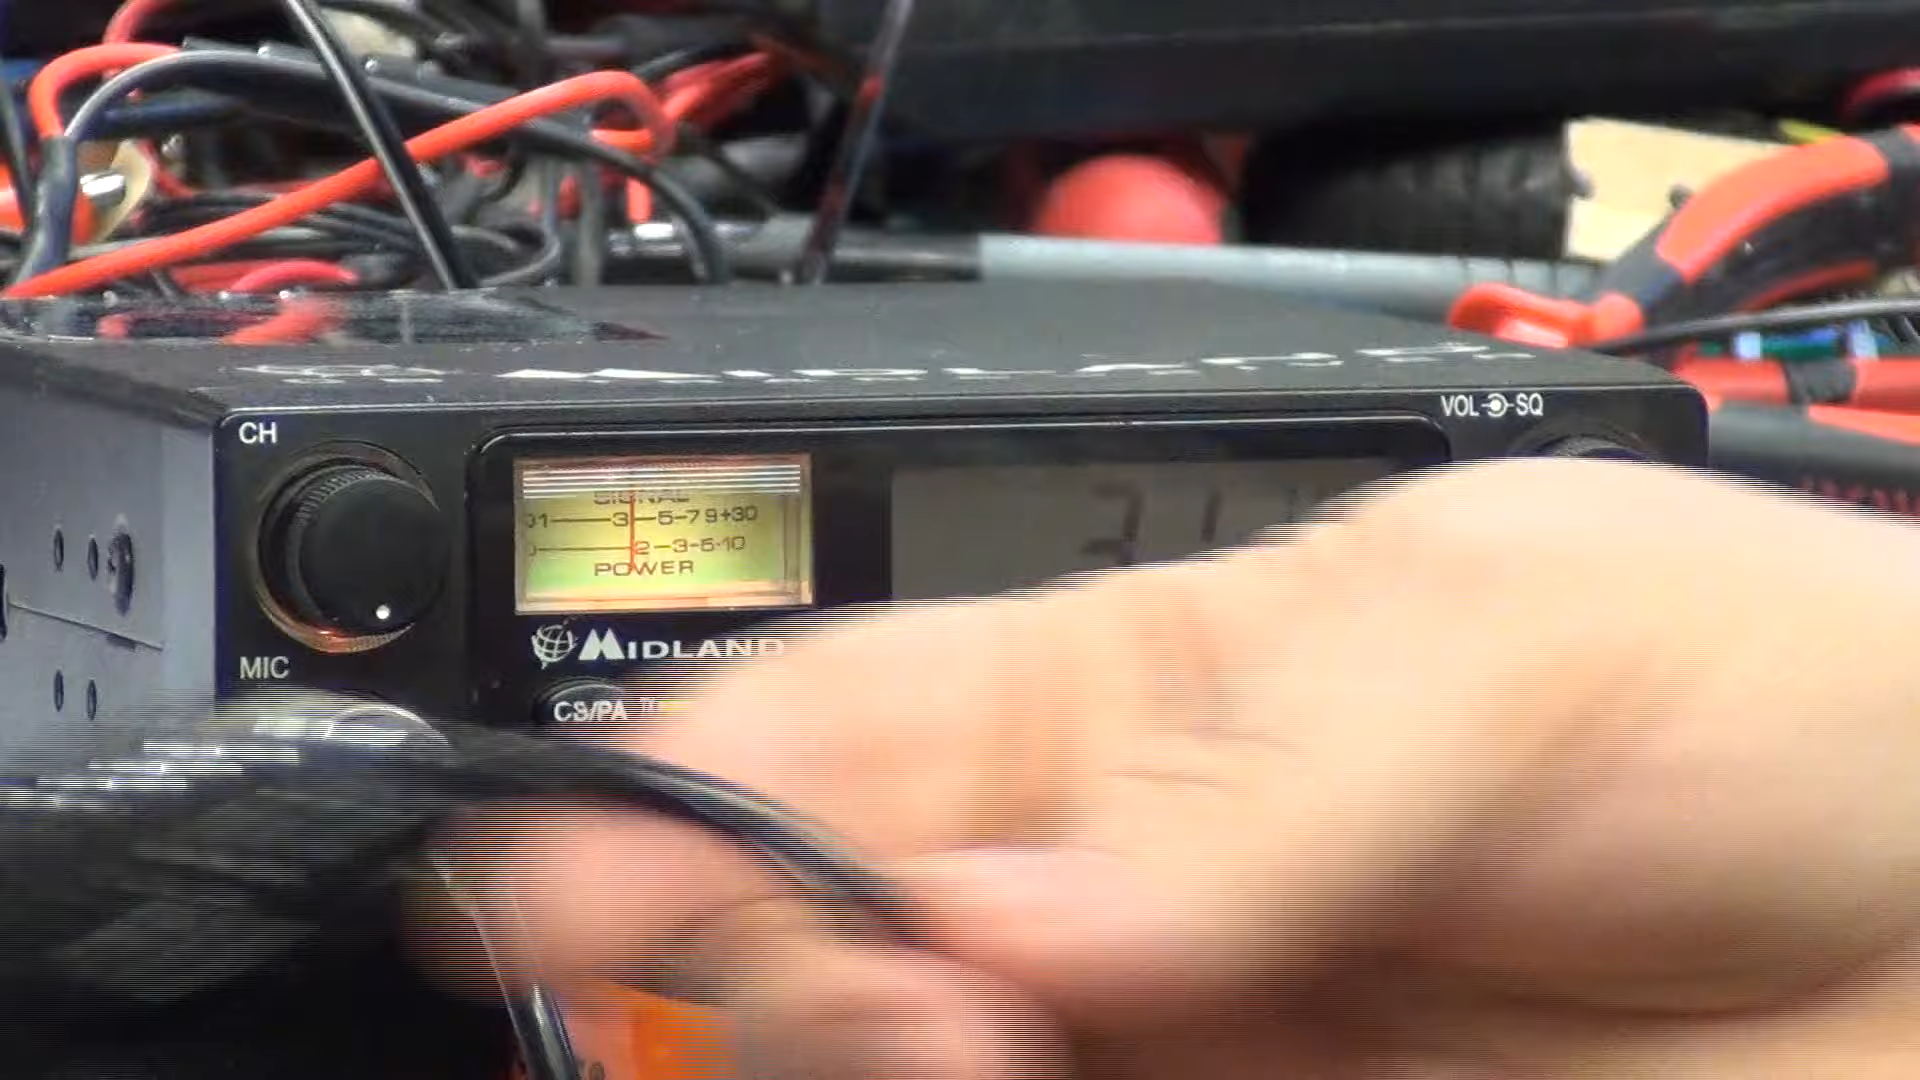 MIDLAND
CH
VOL SQ
SIGNAL
1 3 5-7 9+30
2-3-5-10
POWER
MIDLAND
MIC
CS/PA